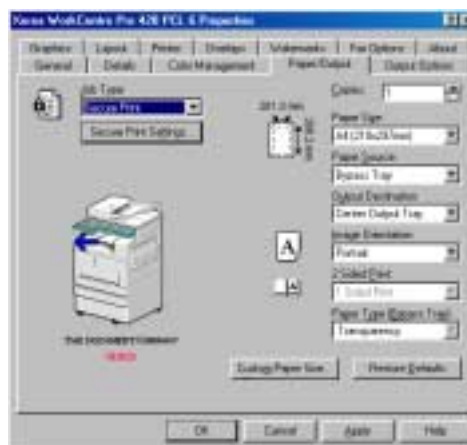 Xerox WorkCentre Pro 428 PCL 6 Properties
Graphics Layout Printer Overlays Watermarks Fax Options About
General Details Color Management Paper/Output Output Options
Job Type
Secure Print
Secure Print Settings...
Copies: 1
Paper Size:
A4 (210x297mm)
Paper Source:
Bypass Tray
Output Destination:
Center Output Tray
Image Orientation:
Portrait
2 Sided Print:
1 Sided Print
Paper Type (Bypass Tray):
Transparency
A
A
THE DOCUMENT COMPANY
XEROX
Custom Paper Size... Restore Defaults
OK Cancel Apply Help